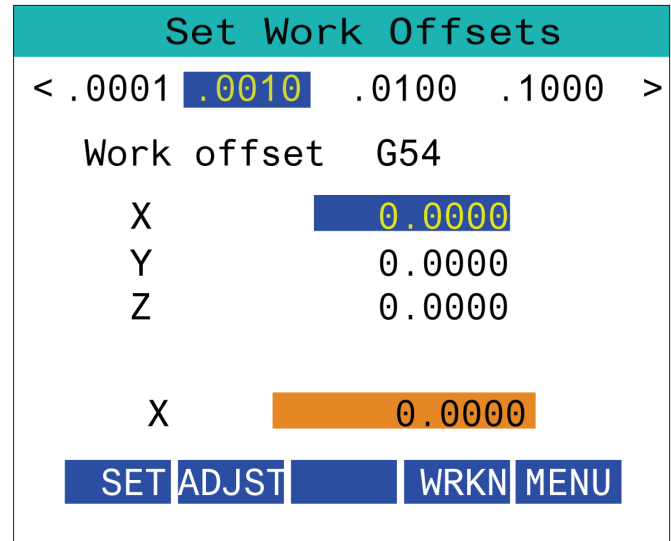 Set Work Offsets
< .0001 .0010 .0100 .1000 >
Work offset G54
X 0.0000
Y 0.0000
Z 0.0000
X 0.0000
SET ADJST WRKN MENU